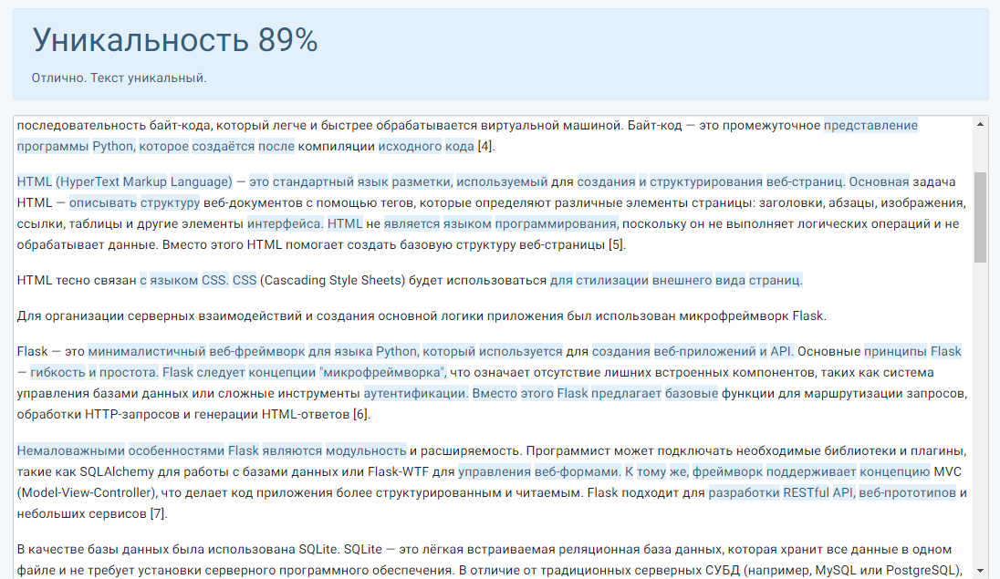 Уникальность 89%
Отлично. Текст уникальный.
последовательность байт-кода, который легче и быстрее обрабатывается виртуальной машиной. Байт-код — это промежуточное представление
программы Python, которое создаётся после компиляции исходного кода [4].
HTML (HyperText Markup Language) — это стандартный язык разметки, используемый для создания и структурирования веб-страниц. Основная задача
HTML — описывать структуру веб-документов с помощью тегов, которые определяют различные элементы страницы: заголовки, абзацы, изображения,
ссылки, таблицы и другие элементы интерфейса. HTML не является языком программирования, поскольку он не выполняет логических операций и не
обрабатывает данные. Вместо этого HTML помогает создать базовую структуру веб-страницы [5].
HTML тесно связан с языком CSS. CSS (Cascading Style Sheets) будет использоваться для стилизации внешнего вида страниц.
Для организации серверных взаимодействий и создания основной логики приложения был использован микрофреймворк Flask.
Flask — это минималистичный веб-фреймворк для языка Python, который используется для создания веб-приложений и API. Основные принципы Flask
— гибкость и простота. Flask следует концепции "микрофреймворка", что означает отсутствие лишних встроенных компонентов, таких как система
управления базами данных или сложные инструменты аутентификации. Вместо этого Flask предлагает базовые функции для маршрутизации запросов,
обработки HTTP-запросов и генерации HTML-ответов [6].
Немаловажными особенностями Flask являются модульность и расширяемость. Программист может подключать необходимые библиотеки и плагины,
такие как SQLAlchemy для работы с базами данных или Flask-WTF для управления веб-формами. К тому же, фреймворк поддерживает концепцию MVC
(Model-View-Controller), что делает код приложения более структурированным и читаемым. Flask подходит для разработки RESTful API, веб-прототипов и
небольших сервисов [7].
В качестве базы данных была использована SQLite. SQLite — это лёгкая встраиваемая реляционная база данных, которая хранит все данные в одном
файле и не требует установки серверного программного обеспечения. В отличие от традиционных серверных СУБД (например, MySQL или PostgreSQL),